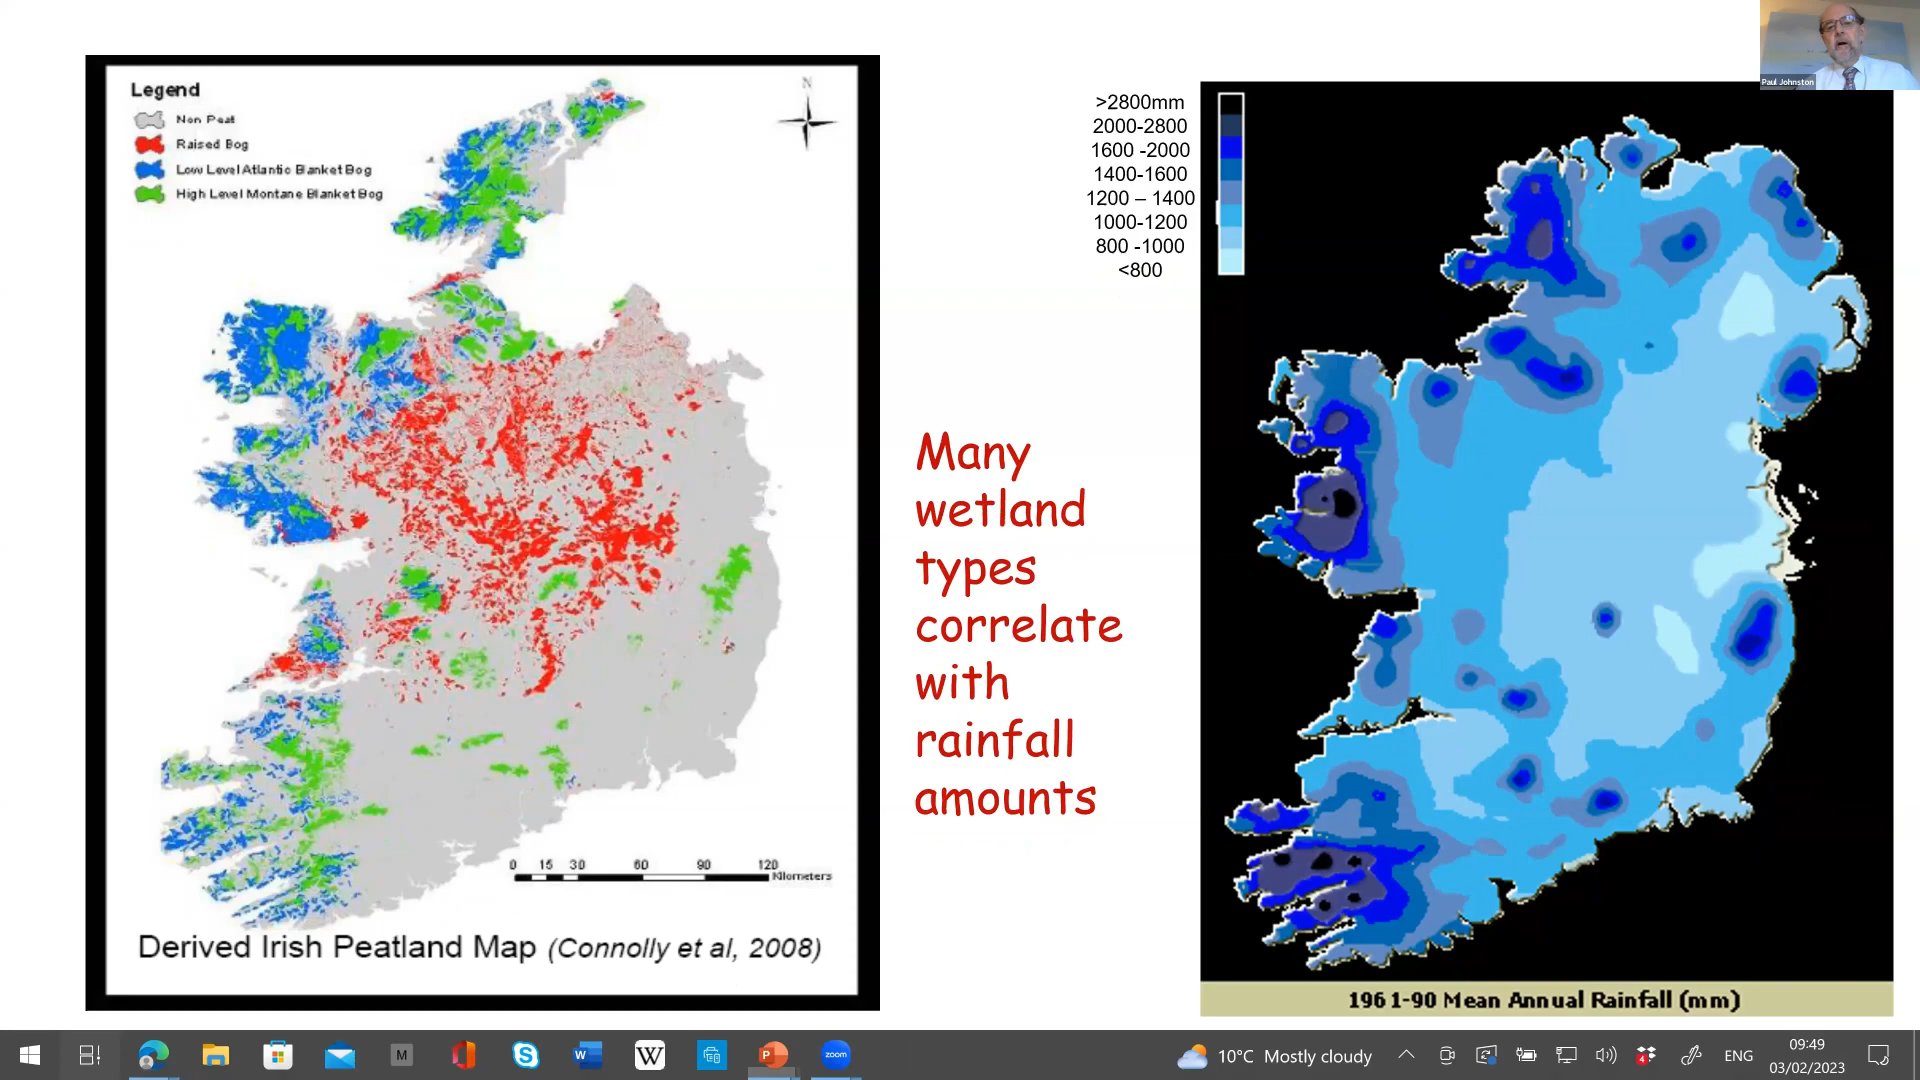 Paul Johnston
Legend
Non Peat
Raised Bog
Low Level Atlantic Blanket Bog
High Level Montane Blanket Bog
N
0 15 30 60 90 120
Kilometers
Derived Irish Peatland Map (Connolly et al, 2008)
Many
wetland
types
correlate
with
rainfall
amounts
>2800mm
2000-2800
1600 -2000
1400-1600
1200 – 1400
1000-1200
800 -1000
<800
1961-90 Mean Annual Rainfall (mm)
M
W
W
P
zoom
10°C Mostly cloudy
4
ENG
09:49
03/02/2023